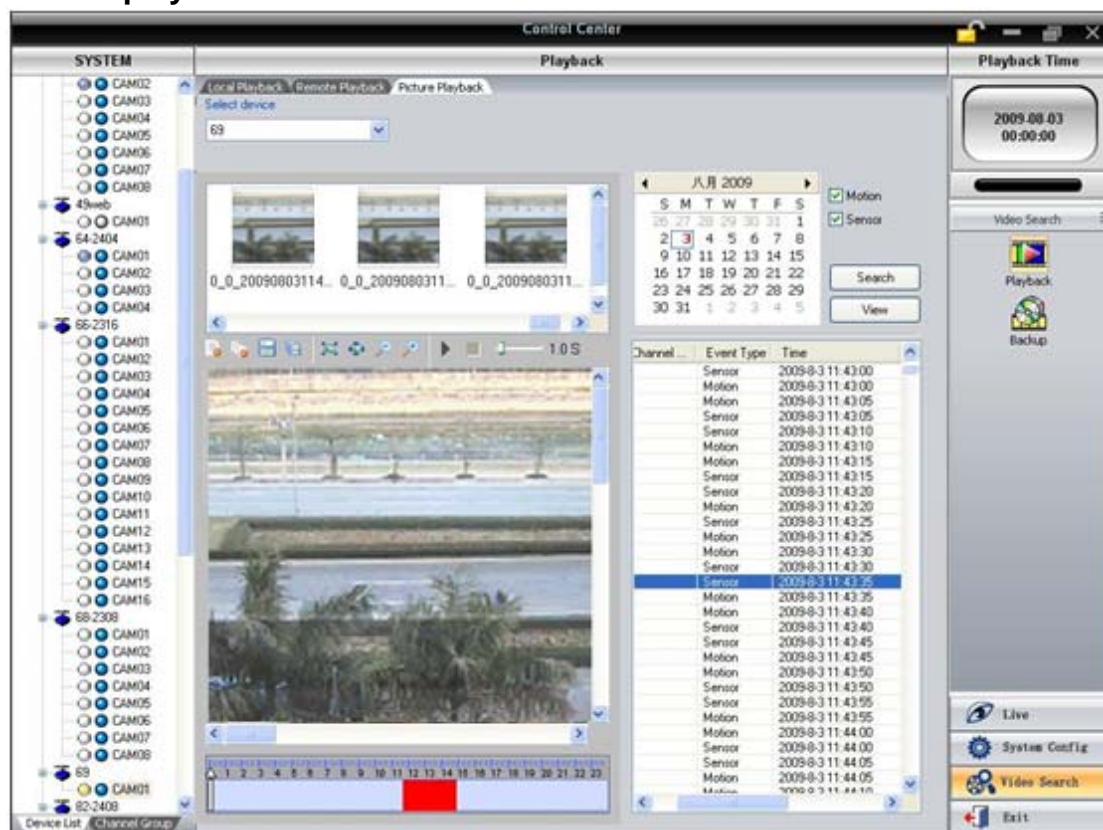 Control Center
SYSTEM
Playback
Playback Time
CAM02
CAM03
CAM04
CAM05
CAM06
CAM07
CAM08
49web
CAM01
64-2404
CAM01
CAM02
CAM03
CAM04
66-2316
CAM01
CAM02
CAM03
CAM04
CAM05
CAM06
CAM07
CAM08
CAM09
CAM10
CAM11
CAM12
CAM13
CAM14
CAM15
CAM16
68-2308
CAM01
CAM02
CAM03
CAM04
CAM05
CAM06
CAM07
CAM08
69
CAM01
82-2408
Device List Channel Group
Local Playback Remote Playback Picture Playback
Select device
69
0_0_20090803114... 0_0_2009080311... 0_0_2009080311...
1.0 S
1 2 3 4 5 6 7 8 9 10 11 12 13 14 15 16 17 18 19 20 21 22 23
八月 2009
S M T W T F S
26 27 28 29 30 31 1
2 3 4 5 6 7 8
9 10 11 12 13 14 15
16 17 18 19 20 21 22
23 24 25 26 27 28 29
30 31 1 2 3 4 5
Motion
Sensor
Search
View
Channel ... Event Type Time
Sensor 2009-8-3 11:43:00
Motion 2009-8-3 11:43:00
Motion 2009-8-3 11:43:05
Sensor 2009-8-3 11:43:05
Sensor 2009-8-3 11:43:10
Motion 2009-8-3 11:43:10
Motion 2009-8-3 11:43:15
Sensor 2009-8-3 11:43:15
Sensor 2009-8-3 11:43:20
Motion 2009-8-3 11:43:20
Sensor 2009-8-3 11:43:25
Motion 2009-8-3 11:43:25
Motion 2009-8-3 11:43:30
Sensor 2009-8-3 11:43:30
Sensor 2009-8-3 11:43:35
Motion 2009-8-3 11:43:35
Motion 2009-8-3 11:43:40
Sensor 2009-8-3 11:43:40
Sensor 2009-8-3 11:43:45
Motion 2009-8-3 11:43:45
Motion 2009-8-3 11:43:50
Sensor 2009-8-3 11:43:50
Sensor 2009-8-3 11:43:55
Motion 2009-8-3 11:43:55
Motion 2009-8-3 11:44:00
Sensor 2009-8-3 11:44:00
Sensor 2009-8-3 11:44:05
Motion 2009-8-3 11:44:05
Motion 2009-8-3 11:44:10
2009-08-03
00:00:00
Video Search
Playback
Backup
Live
System Config
Video Search
Exit